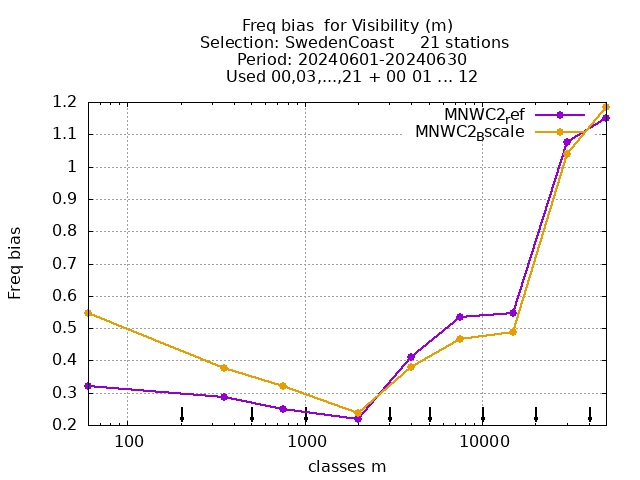 Freq bias  for Visibility (m)
Selection: SwedenCoast     21 stations
Period: 20240601-20240630
Used 00,03,...,21 + 00 01 ... 12
MNWC2ref
MNWC2Bscale
1.2
1.1
1
0.9
0.8
0.7
0.6
0.5
0.4
0.3
0.2
Freq bias
100 1000 10000
classes m